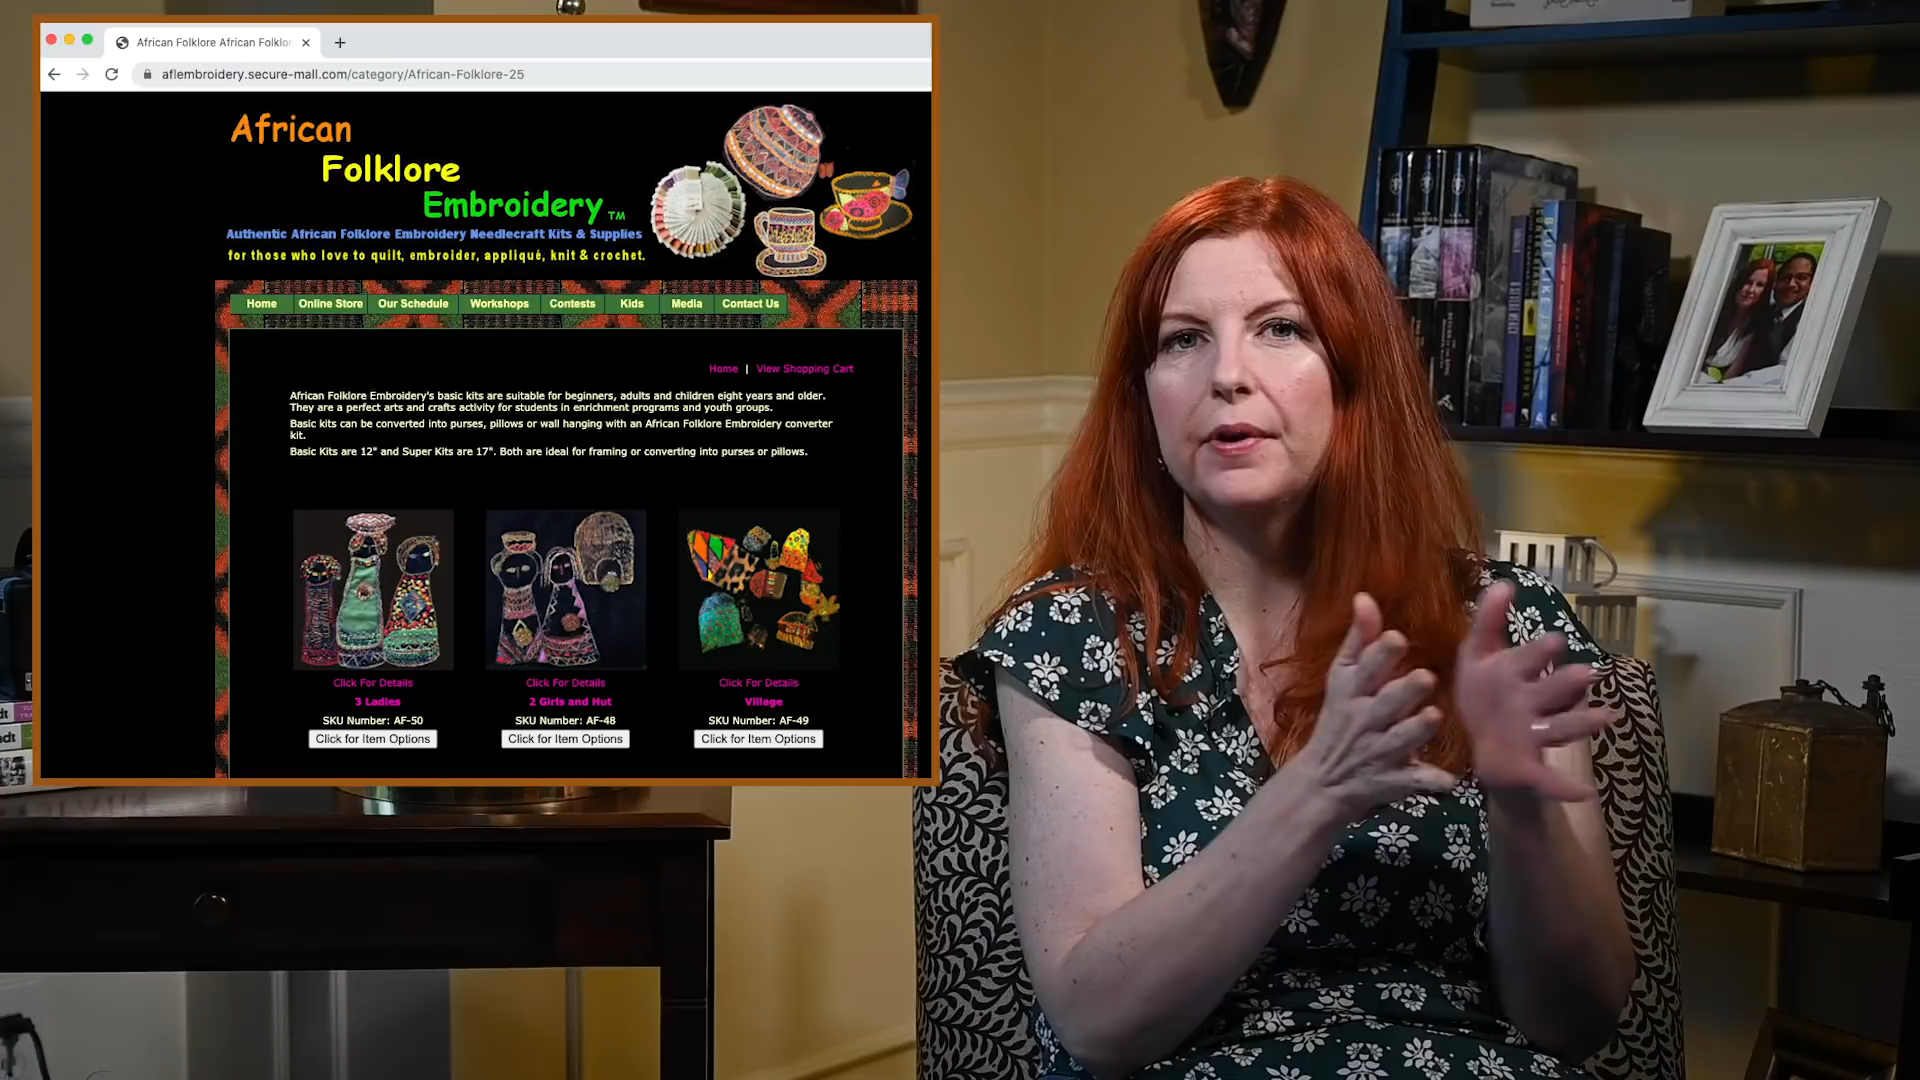 African Folklore African Folklor
aflembroidery.secure-mall.com/category/African-Folklore-25
African
Folklore
Embroidery TM
Authentic African Folklore Embroidery Needlecraft Kits & Supplies
for those who love to quilt, embroider, appliqué, knit & crochet.
Home Online Store Our Schedule Workshops Contests Kids Media Contact Us
Home | View Shopping Cart
African Folklore Embroidery's basic kits are suitable for beginners, adults and children eight years and older.
They are a perfect arts and crafts activity for students in enrichment programs and youth groups.
Basic kits can be converted into purses, pillows or wall hanging with an African Folklore Embroidery converter
kit.
Basic Kits are 12" and Super Kits are 17". Both are ideal for framing or converting into purses or pillows.
Click For Details Click For Details Click For Details
3 Ladies 2 Girls and Hut Village
SKU Number: AF-50 SKU Number: AF-48 SKU Number: AF-49
Click for Item Options Click for Item Options Click for Item Options